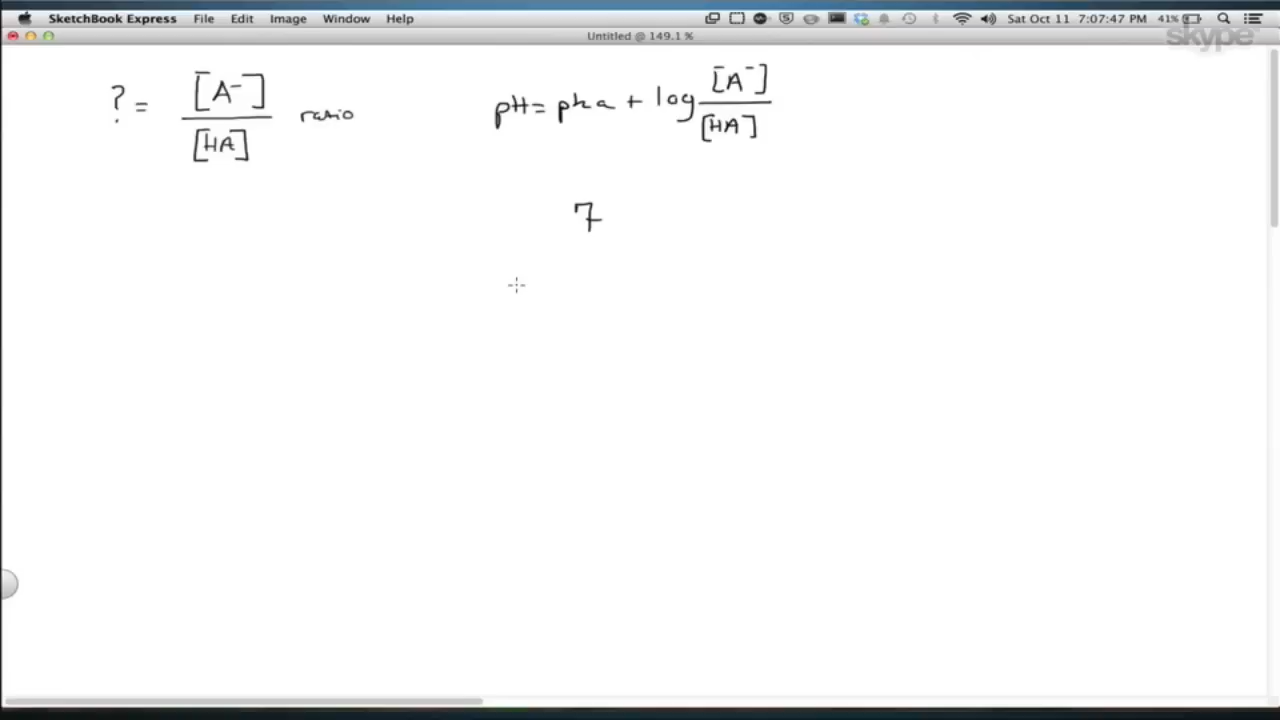 SketchBook Express File Edit Image Window Help Sat Oct 11 7:07:47 PM 41%
Untitled @ 149.1 %
skype
? = [A-] / [HA] ratio
pH = pka + log [A-] / [HA]
7